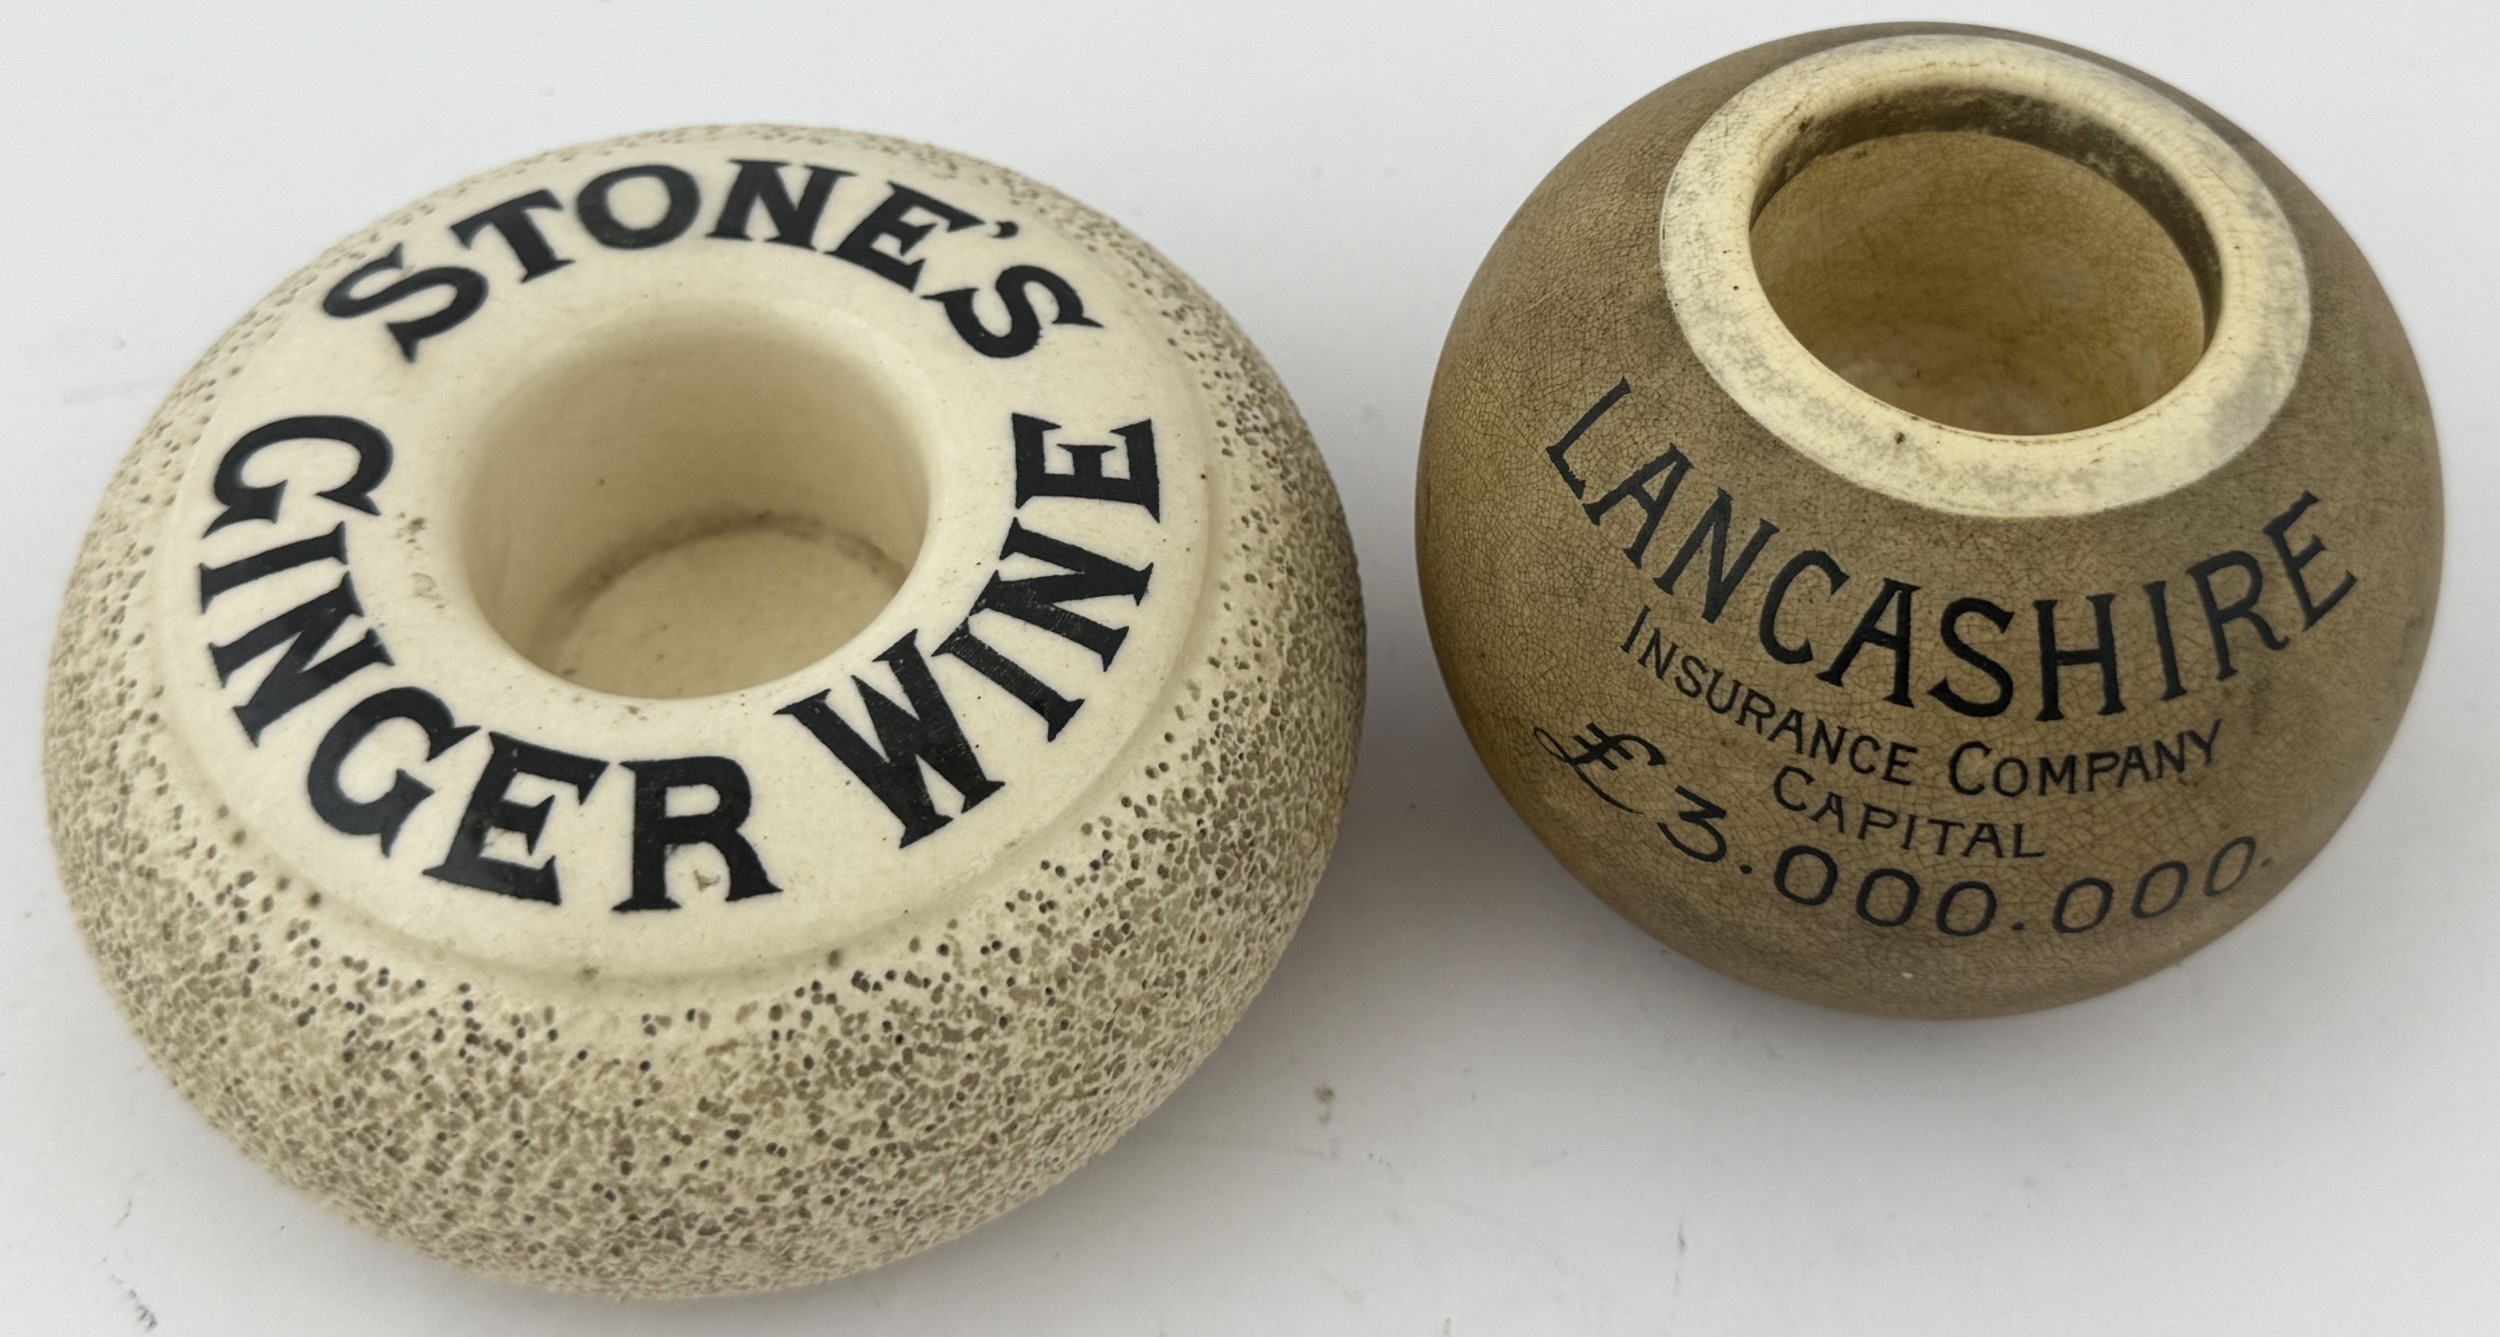 STONE'S
GINGER WINE
LANCASHIRE
INSURANCE COMPANY
CAPITAL
£3.000.000.